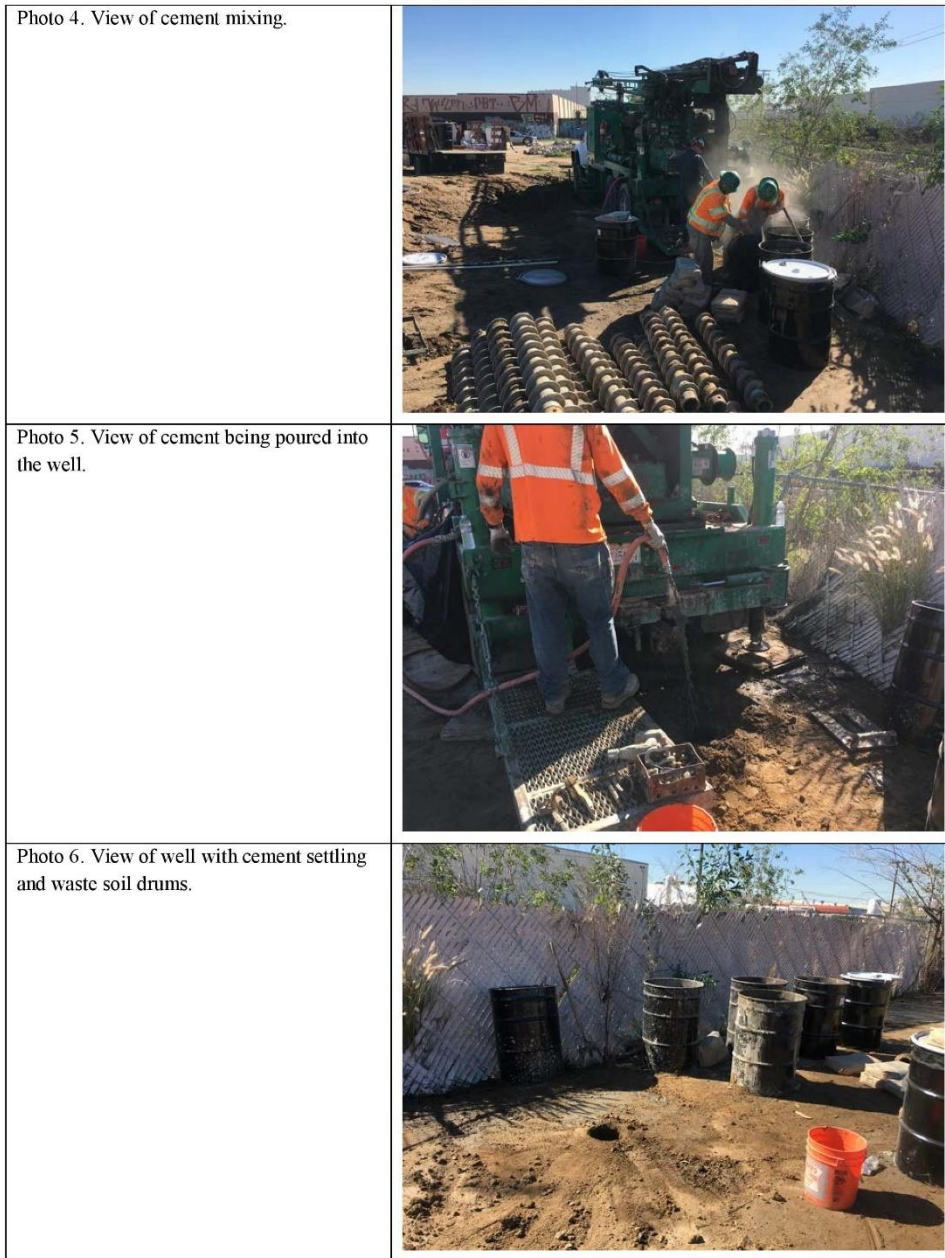 Photo 4. View of cement mixing.
Photo 5. View of cement being poured into
the well.
Photo 6. View of well with cement settling
and waste soil drums.